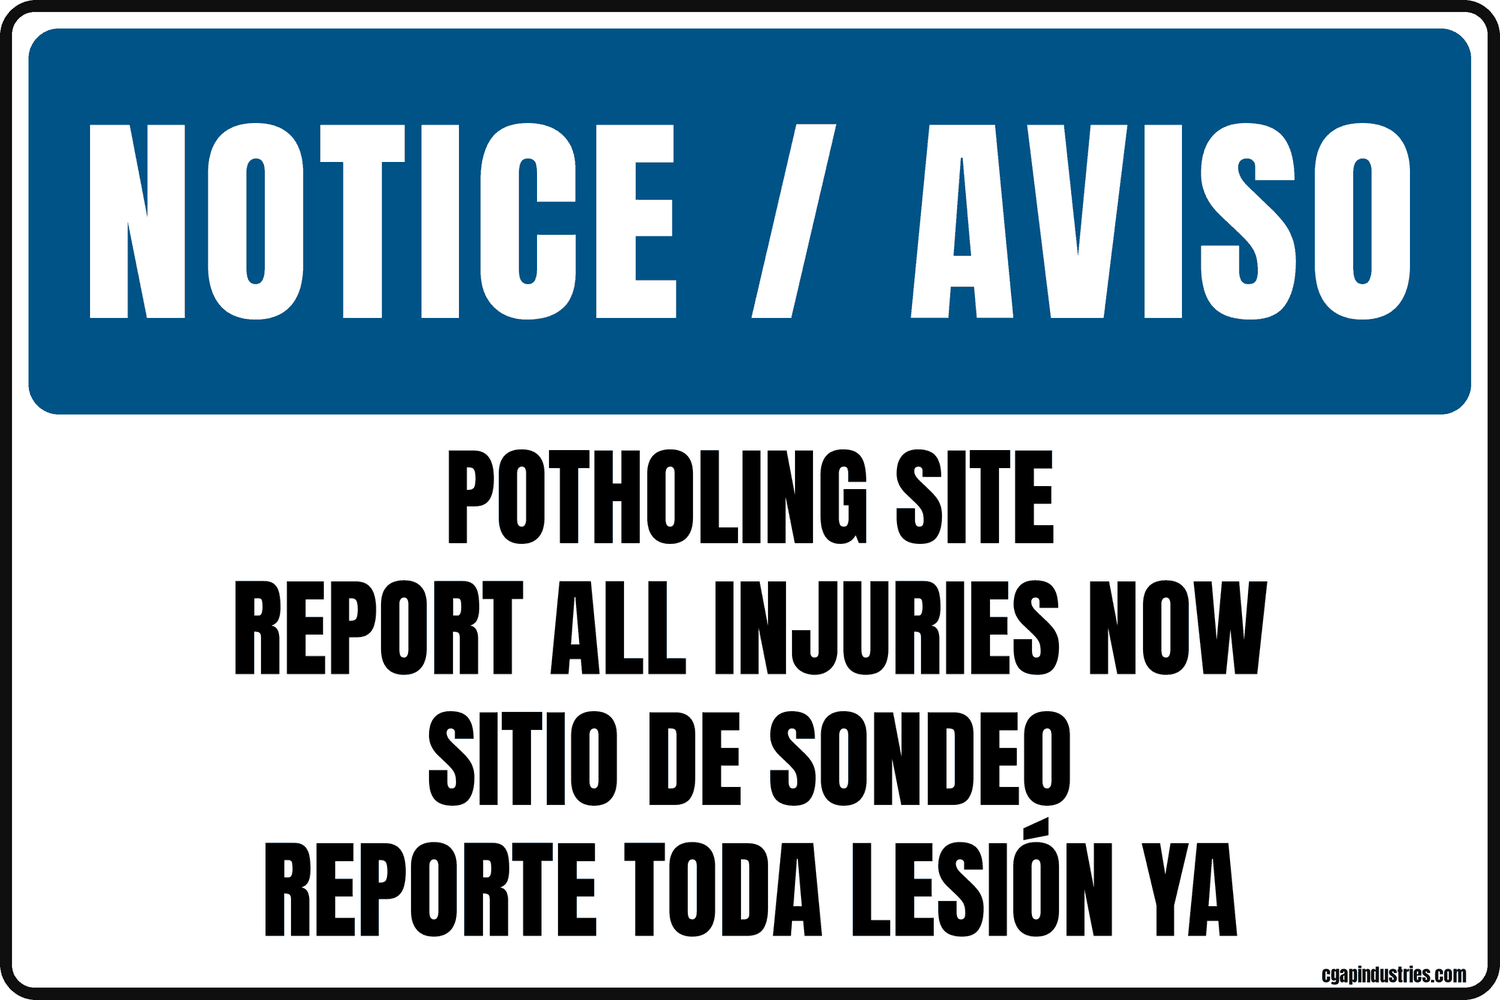 NOTICE / AVISO
POTHOLING SITE
REPORT ALL INJURIES NOW
SITIO DE SONDEO
REPORTE TODA LESIÓN YA
cgapindustries.com